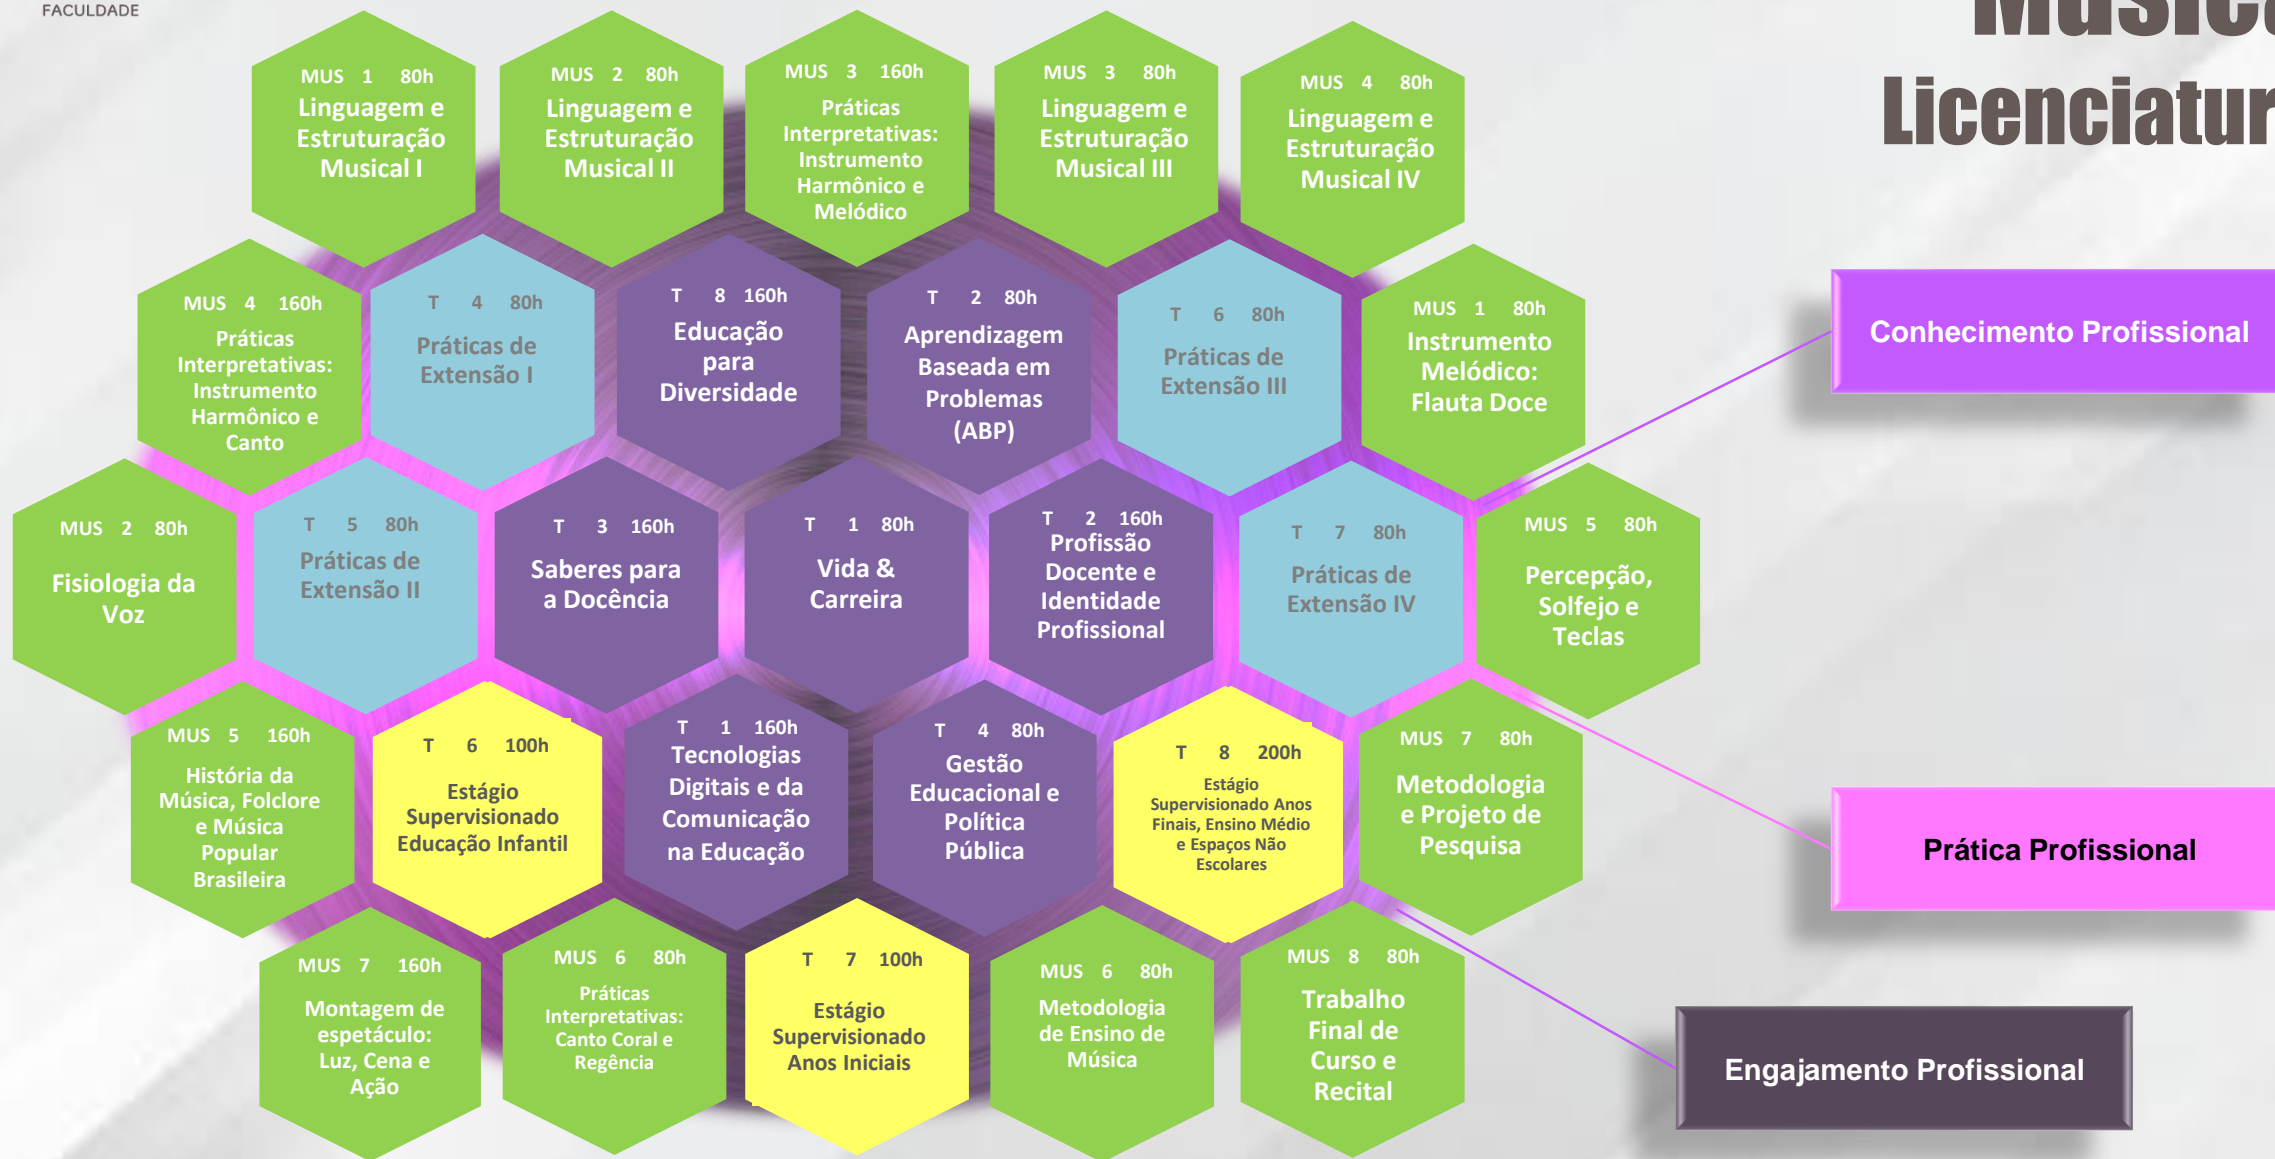 FACULDADE
Música
Licenciatur
MUS 1 80h
Linguagem e
Estruturação
Musical I
MUS 2 80h
Linguagem e
Estruturação
Musical II
MUS 3 160h
Práticas
Interpretativas:
Instrumento
Harmônico e
Melódico
MUS 3 80h
Linguagem e
Estruturação
Musical III
MUS 4 80h
Linguagem e
Estruturação
Musical IV
MUS 4 160h
Práticas
Interpretativas:
Instrumento
Harmônico e
Canto
T 4 80h
Práticas de
Extensão I
T 8 160h
Educação
para
Diversidade
T 2 80h
Aprendizagem
Baseada em
Problemas
(ABP)
T 6 80h
Práticas de
Extensão III
MUS 1 80h
Instrumento
Melódico:
Flauta Doce
Conhecimento Profissional
MUS 2 80h
Fisiologia da
Voz
T 5 80h
Práticas de
Extensão II
T 3 160h
Saberes para
a Docência
T 1 80h
Vida &
Carreira
T 2 160h
Profissão
Docente e
Identidade
Profissional
T 7 80h
Práticas de
Extensão IV
MUS 5 80h
Percepção,
Solfejo e
Teclas
MUS 5 160h
História da
Música, Folclore
e Música
Popular
Brasileira
T 6 100h
Estágio
Supervisionado
Educação Infantil
T 1 160h
Tecnologias
Digitais e da
Comunicação
na Educação
T 4 80h
Gestão
Educacional e
Política
Pública
T 8 200h
Estágio
Supervisionado Anos
Finais, Ensino Médio
e Espaços Não
Escolares
MUS 7 80h
Metodologia
e Projeto de
Pesquisa
Prática Profissional
MUS 7 160h
Montagem de
espetáculo:
Luz, Cena e
Ação
MUS 6 80h
Práticas
Interpretativas:
Canto Coral e
Regência
T 7 100h
Estágio
Supervisionado
Anos Iniciais
MUS 6 80h
Metodologia
de Ensino de
Música
MUS 8 80h
Trabalho
Final de
Curso e
Recital
Engajamento Profissional